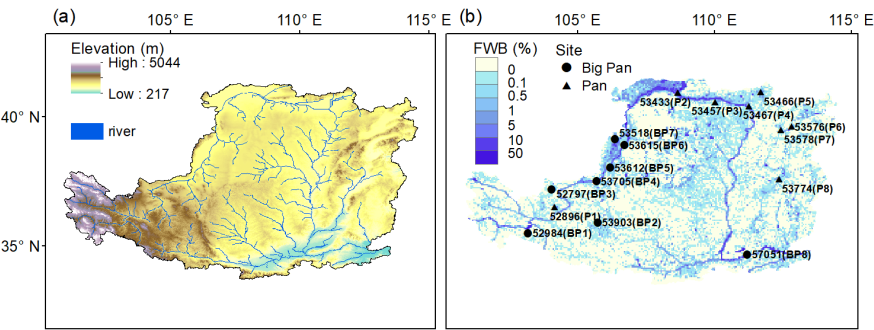 (a)
105° E
110° E
115° E
40° N
35° N
Elevation (m)
High : 5044
Low : 217
river
(b)
105° E
110° E
115° E
FWB (%)
0
0.1
0.5
1
5
10
50
Site
Big Pan
Pan
53433(P2)
53457(P3)
53466(P5)
53467(P4)
53576(P6)
53578(P7)
53518(BP7)
53615(BP6)
53612(BP5)
53705(BP4)
53774(P8)
52797(BP3)
52896(P1)
53903(BP2)
52984(BP1)
57051(BP8)